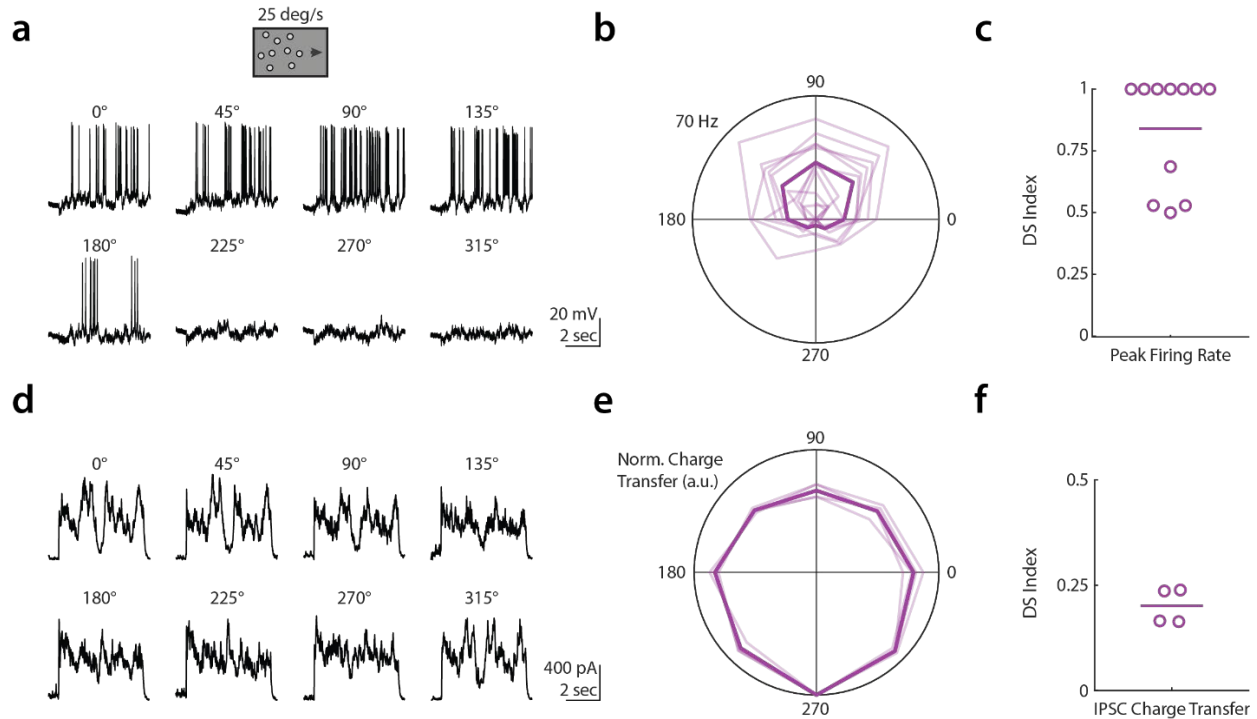 a
25 deg/s
0°
45°
90°
135°
180°
225°
270°
315°
20 mV
2 sec
b
90
70 Hz
180
0
270
c
1
0.75
0.5
0.25
0
DS Index
Peak Firing Rate
d
0°
45°
90°
135°
180°
225°
270°
315°
400 pA
2 sec
e
90
Norm. Charge
Transfer (a.u.)
180
0
270
f
0.5
0.25
0
DS Index
IPSC Charge Transfer